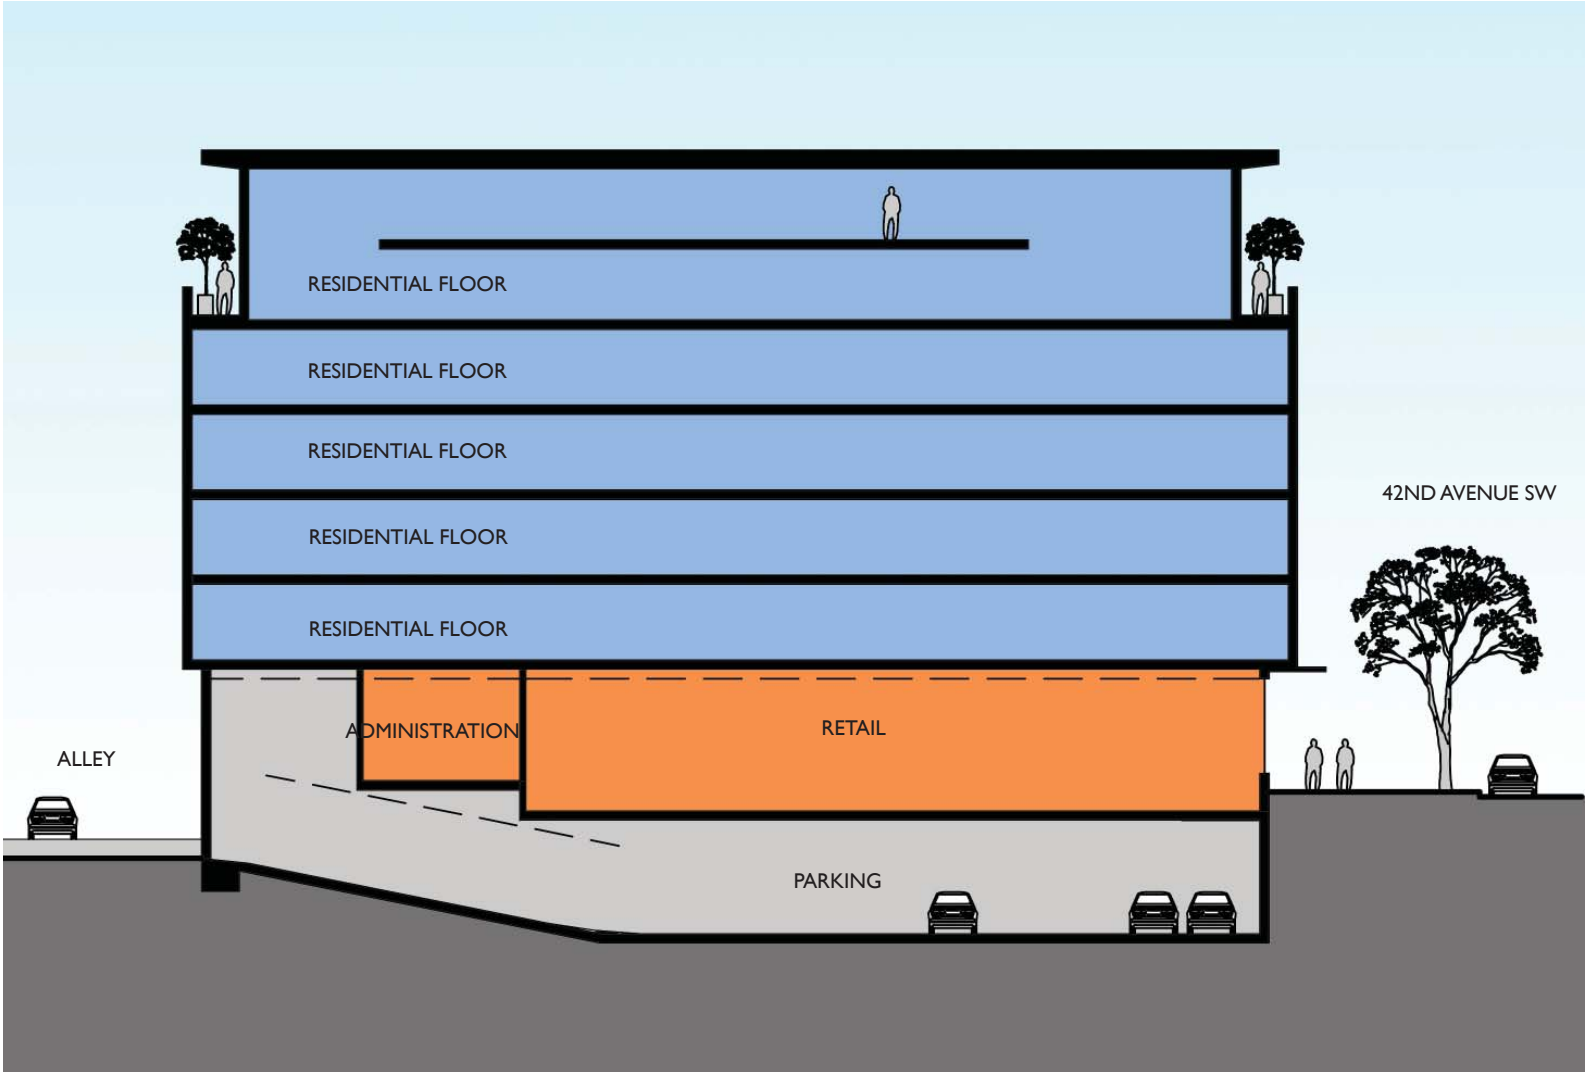 RESIDENTIAL FLOOR
RESIDENTIAL FLOOR
RESIDENTIAL FLOOR
42ND AVENUE SW
RESIDENTIAL FLOOR
RESIDENTIAL FLOOR
ADMINISTRATION
RETAIL
ALLEY
PARKING